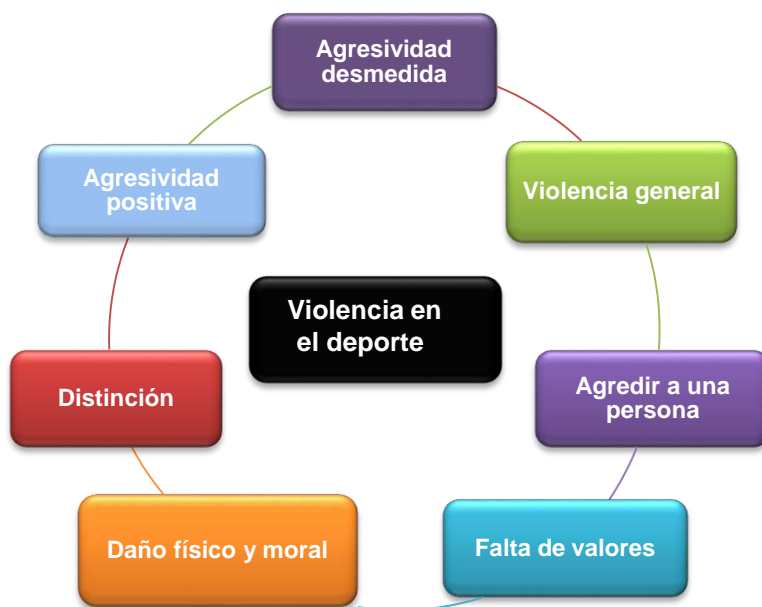 Agresividad
desmedida
Agresividad
positiva
Violencia general
Violencia en
el deporte
Distinción
Agredir a una
persona
Daño físico y moral
Falta de valores